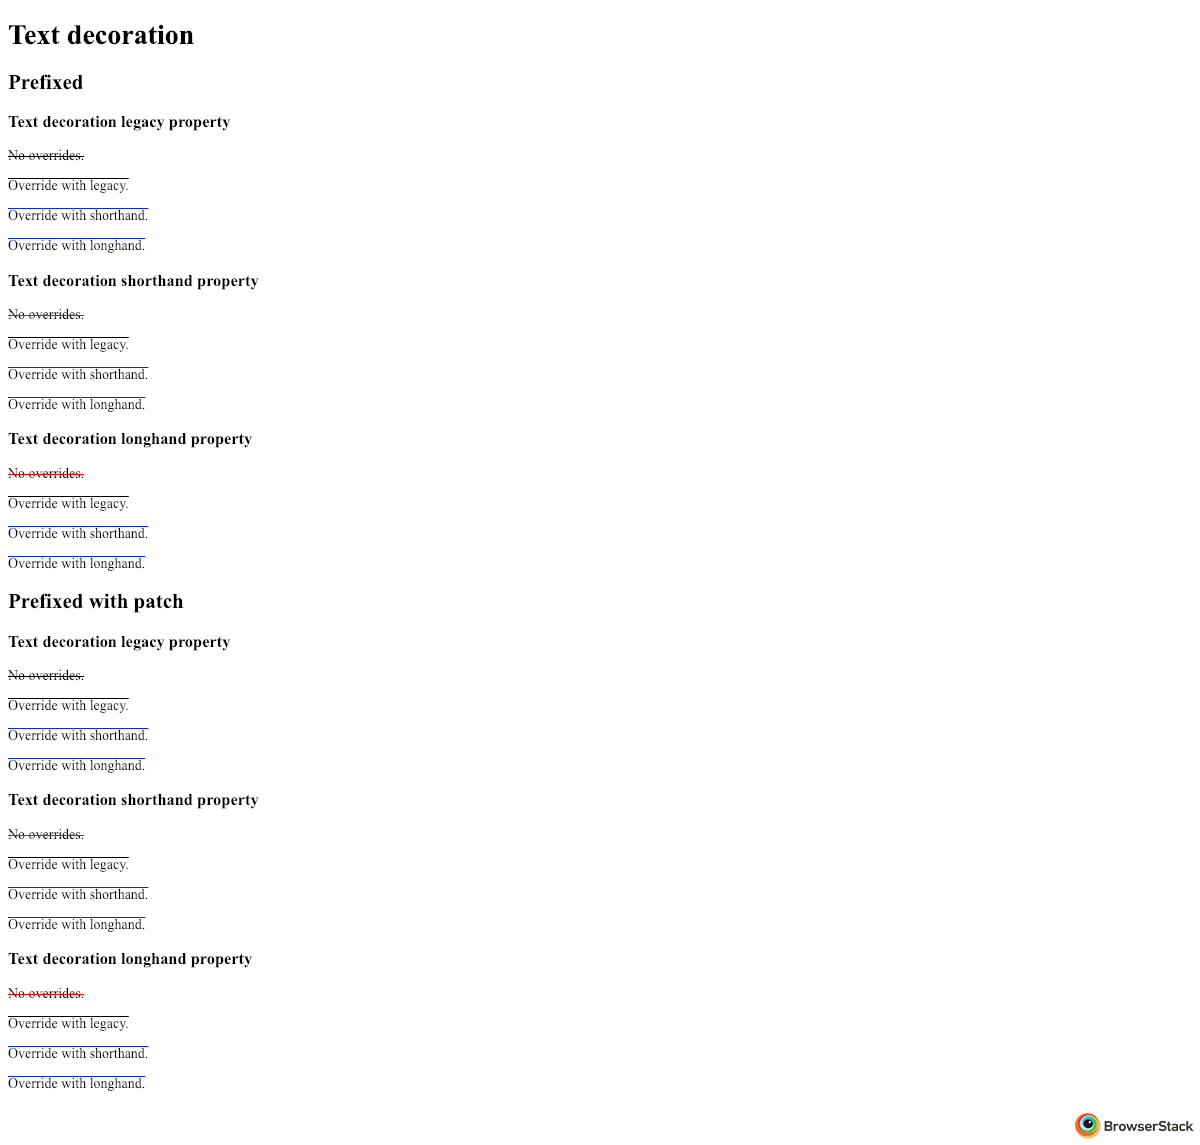 Text decoration
Prefixed
Text decoration legacy property
No overrides.
Override with legacy.
Override with shorthand.
Override with longhand.
Text decoration shorthand property
No overrides.
Override with legacy.
Override with shorthand.
Override with longhand.
Text decoration longhand property
No overrides.
Override with legacy.
Override with shorthand.
Override with longhand.
Prefixed with patch
Text decoration legacy property
No overrides.
Override with legacy.
Override with shorthand.
Override with longhand.
Text decoration shorthand property
No overrides.
Override with legacy.
Override with shorthand.
Override with longhand.
Text decoration longhand property
No overrides.
Override with legacy.
Override with shorthand.
Override with longhand.
BrowserStack